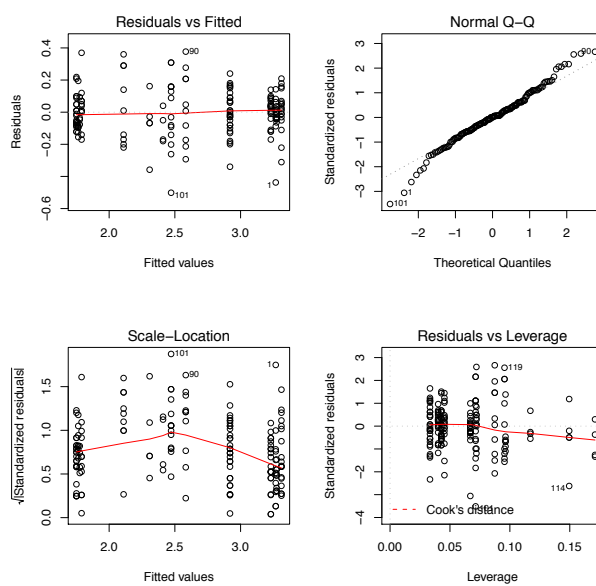 Residuals vs Fitted
Residuals
0.4
0.2
0.0
−0.2
−0.6
90
101
1
2.0 2.5 3.0
Fitted values
Normal Q−Q
Standardized residuals
3
2
1
0
−1
−2
−3
90
1
101
−2 −1 0 1 2
Theoretical Quantiles
Scale−Location
√|Standardized residuals|
1.5
1.0
0.5
0.0
101
90
1
2.0 2.5 3.0
Fitted values
Residuals vs Leverage
Standardized residuals
3
2
0
−2
−4
119
114
Cook's distance
0.00 0.05 0.10 0.15
Leverage